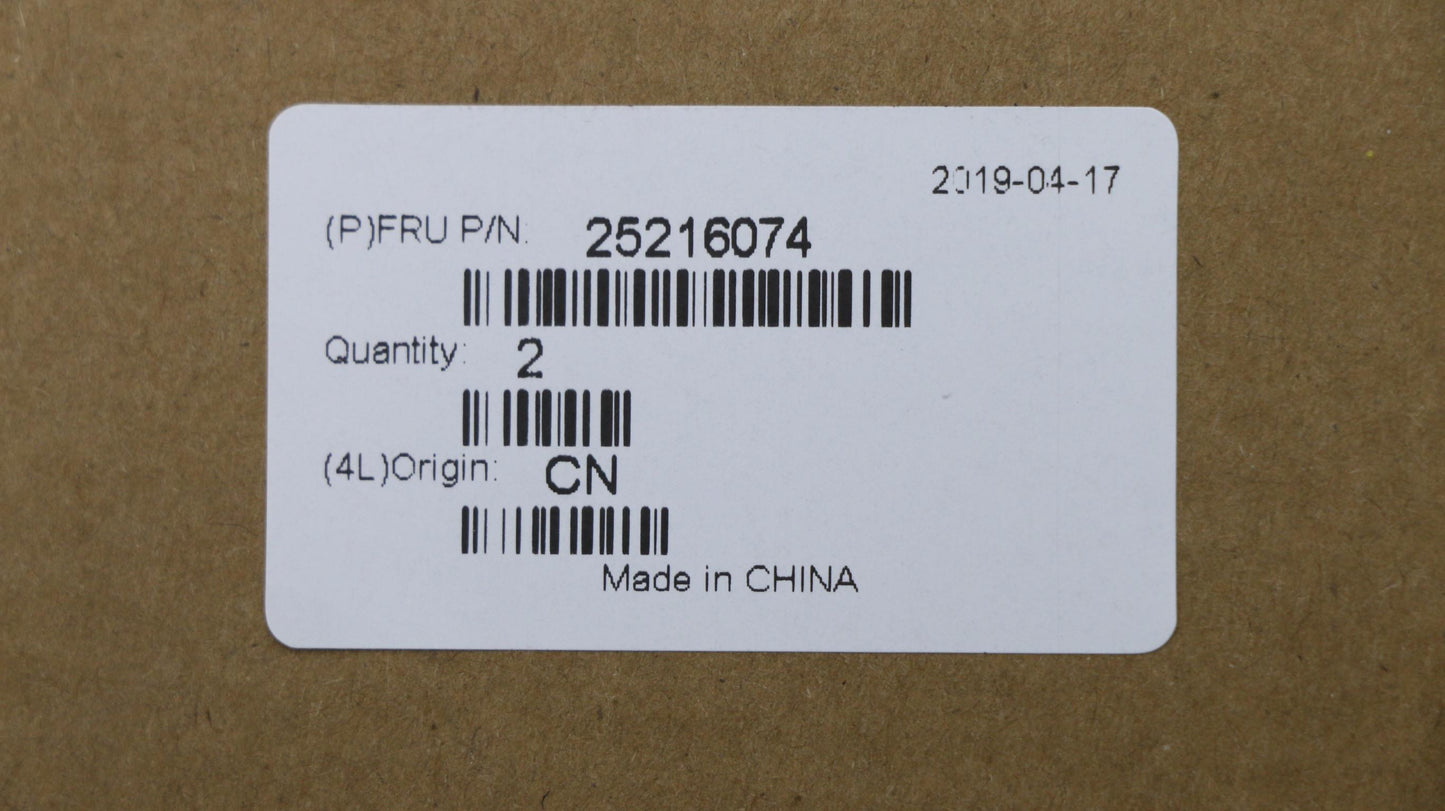 2019-04-17
(P)FRU P/N: 25216074
Quantity: 2
(4L)Origin: CN
Made in CHINA